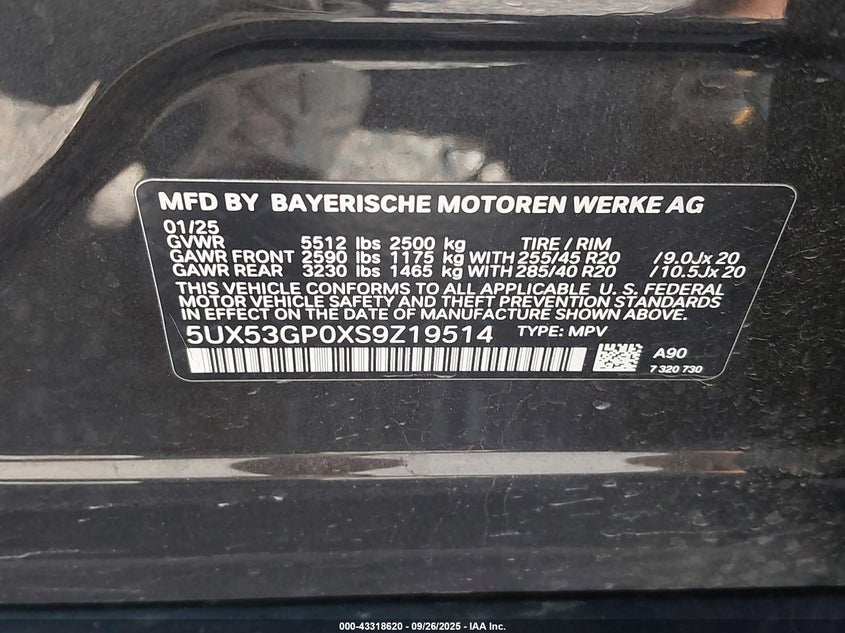 MFD BY BAYERISCHE MOTOREN WERKE AG
01/25
GVWR 5512 lbs 2500 kg TIRE / RIM
GAWR FRONT 2590 lbs 1175 kg WITH 255/45 R20 /9.0Jx 20
GAWR REAR 3230 lbs 1465 kg WITH 285/40 R20 /10.5Jx 20
THIS VEHICLE CONFORMS TO ALL APPLICABLE U. S. FEDERAL
MOTOR VEHICLE SAFETY AND THEFT PREVENTION STANDARDS
IN EFFECT ON THE DATE OF MANUFACTURE SHOWN ABOVE.
5UX53GP0XS9Z19514 TYPE: MPV
A90
7 320 730
000-43318620 - 09/26/2025 - IAA Inc.